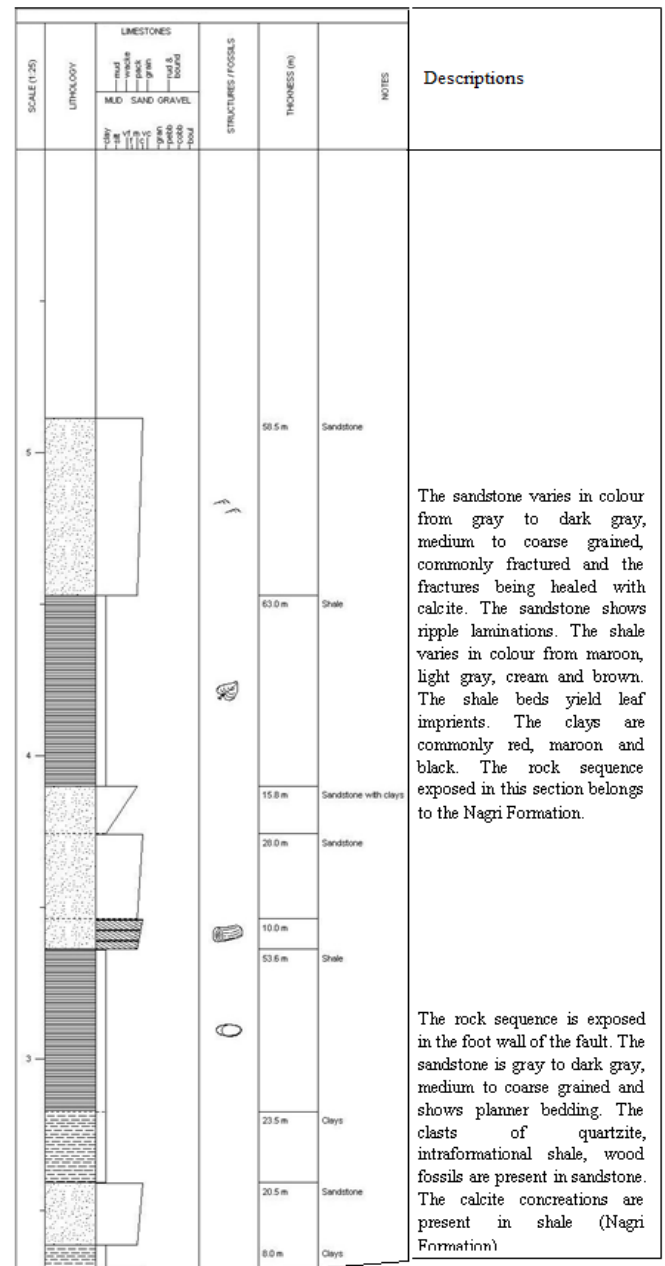 LIMESTONES
mud
wacke
pack
grain
rud &
bound
MUD SAND GRAVEL
clay
silt
vf
f
m
c
vc
gran
pebb
cobb
boul
SCALE (1:25)
LITHOLOGY
STRUCTURES / FOSSILS
THICKNESS (m)
NOTES
Descriptions
58.5 m Sandstone
5
63.0 m Shale
4
15.8 m Sandstone with clays
28.0 m Sandstone
10.0 m
53.6 m Shale
3
23.5 m Clays
20.5 m Sandstone
8.0 m Clays
The sandstone varies in colour
from gray to dark gray,
medium to coarse grained,
commonly fractured and the
fractures being healed with
calcite. The sandstone shows
ripple laminations. The shale
varies in colour from maroon,
light gray, cream and brown.
The shale beds yield leaf
imprients. The clays are
commonly red, maroon and
black. The rock sequence
exposed in this section belongs
to the Nagri Formation.
The rock sequence is exposed
in the foot wall of the fault. The
sandstone is gray to dark gray,
medium to coarse grained and
shows planner bedding. The
clasts of quartzite,
intraformational shale, wood
fossils are present in sandstone.
The calcite concreations are
present in shale (Nagri
Formation)